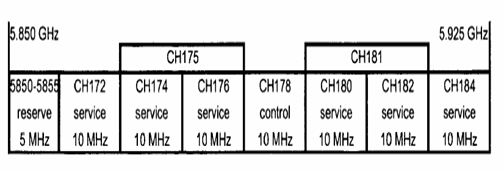 5.850 GHz 5.925 GHz
CH175 CH181
5850-5855 CH172 CH174 CH176 CH178 CH180 CH182 CH184
reserve service service service control service service service
5 MHz 10 MHz 10 MHz 10 MHz 10 MHz 10 MHz 10 MHz 10 MHz